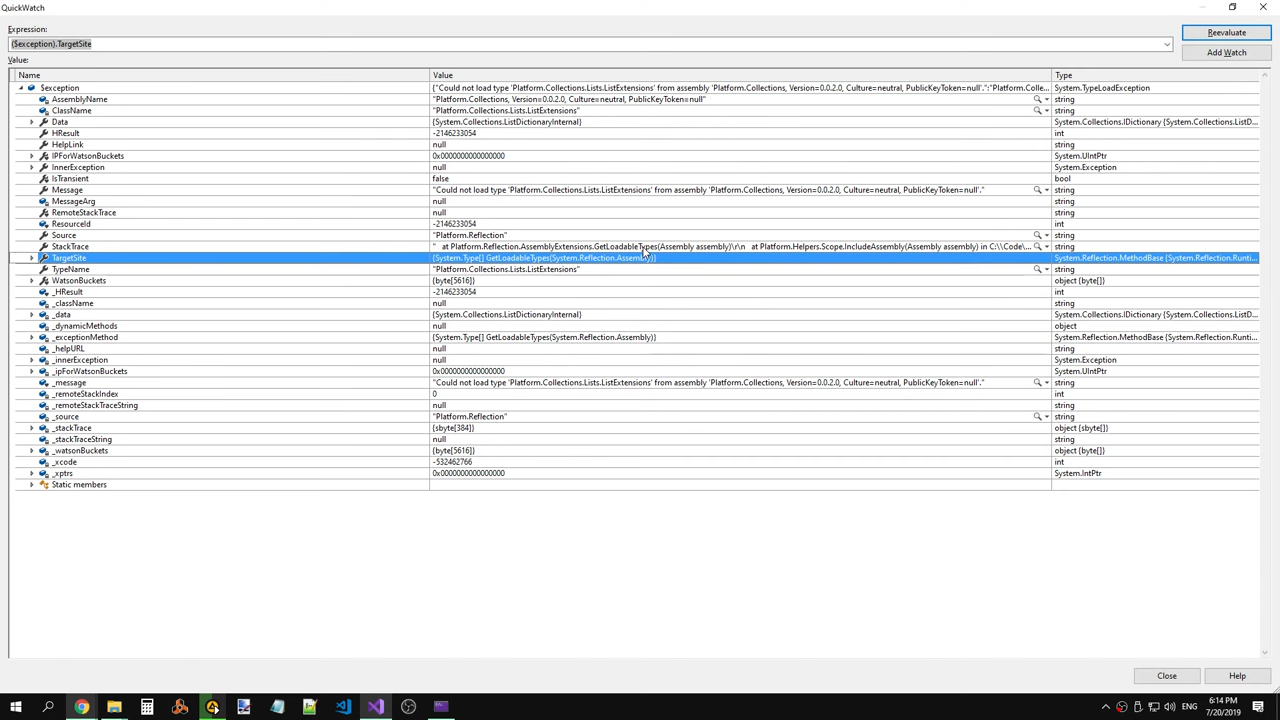 QuickWatch
Expression:
($exception).TargetSite
Reevaluate
Add Watch
Value:
Name Value Type
$exception {"Could not load type 'Platform.Collections.Lists.ListExtensions' from assembly 'Platform.Collections, Version=0.0.2.0, Culture=neutral, PublicKeyToken=null'.":"Platform.Colle... System.TypeLoadException
AssemblyName "Platform.Collections, Version=0.0.2.0, Culture=neutral, PublicKeyToken=null" string
ClassName "Platform.Collections.Lists.ListExtensions" string
Data {System.Collections.ListDictionaryInternal} System.Collections.IDictionary {System.Collections.ListD...
HResult -2146233054 int
HelpLink null string
IPForWatsonBuckets 0x0000000000000000 System.UIntPtr
InnerException null System.Exception
IsTransient false bool
Message "Could not load type 'Platform.Collections.Lists.ListExtensions' from assembly 'Platform.Collections, Version=0.0.2.0, Culture=neutral, PublicKeyToken=null'." string
MessageArg null string
RemoteStackTrace null string
ResourceId -2146233054 int
Source "Platform.Reflection" string
StackTrace " at Platform.Reflection.AssemblyExtensions.GetLoadableTypes(Assembly assembly)\r\n at Platform.Helpers.Scope.IncludeAssembly(Assembly assembly) in C:\\Code\... string
TargetSite {System.Type[] GetLoadableTypes(System.Reflection.Assembly)} System.Reflection.MethodBase {System.Reflection.Runti...
TypeName "Platform.Collections.Lists.ListExtensions" string
WatsonBuckets {byte[5616]} object {byte[]}
_HResult -2146233054 int
_className null string
_data {System.Collections.ListDictionaryInternal} System.Collections.IDictionary {System.Collections.ListD...
_dynamicMethods null object
_exceptionMethod {System.Type[] GetLoadableTypes(System.Reflection.Assembly)} System.Reflection.MethodBase {System.Reflection.Runti...
_helpURL null string
_innerException null System.Exception
_ipForWatsonBuckets 0x0000000000000000 System.UIntPtr
_message "Could not load type 'Platform.Collections.Lists.ListExtensions' from assembly 'Platform.Collections, Version=0.0.2.0, Culture=neutral, PublicKeyToken=null'." string
_remoteStackIndex 0 int
_remoteStackTraceString null string
_source "Platform.Reflection" string
_stackTrace {sbyte[384]} object {sbyte[]}
_stackTraceString null string
_watsonBuckets {byte[5616]} object {byte[]}
_xcode -532462766 int
_xptrs 0x0000000000000000 System.IntPtr
Static members
Close
Help
ENG
6:14 PM
7/20/2019